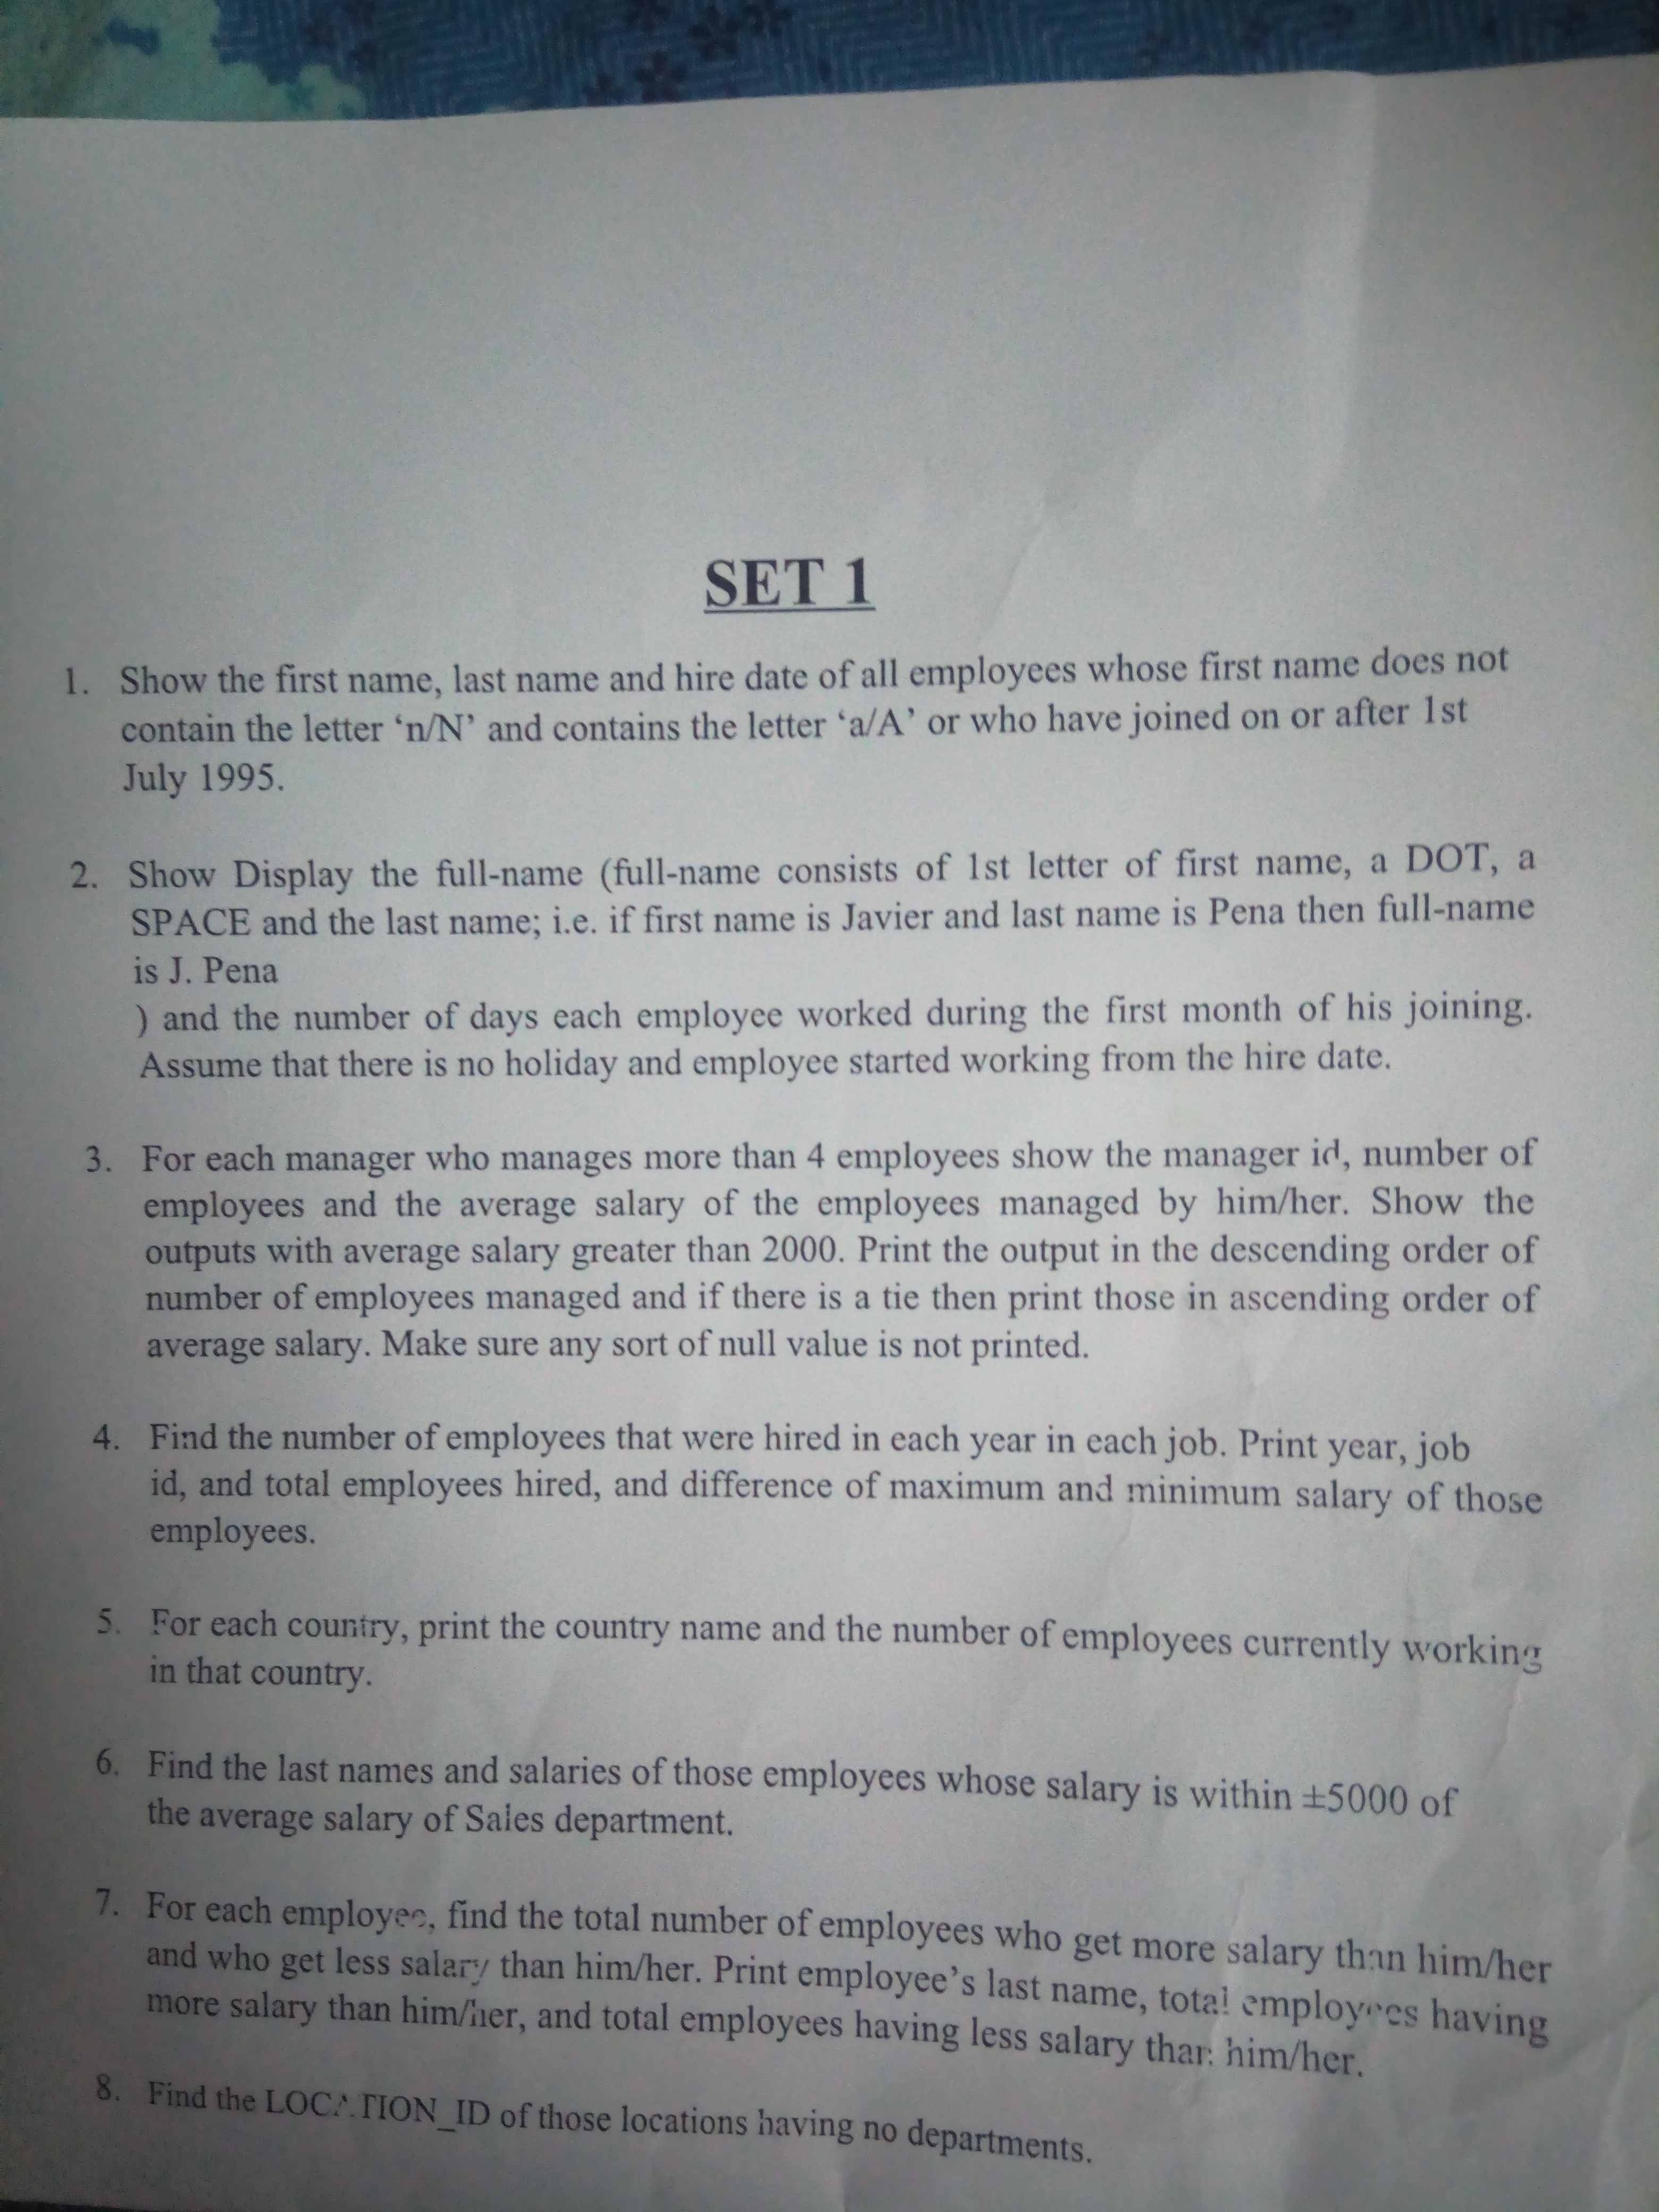 SET 1
1. Show the first name, last name and hire date of all employees whose first name does not
contain the letter ‘n/N’ and contains the letter ‘a/A’ or who have joined on or after 1st
July 1995.
2. Show Display the full-name (full-name consists of 1st letter of first name, a DOT, a
SPACE and the last name; i.e. if first name is Javier and last name is Pena then full-name
is J. Pena
) and the number of days each employee worked during the first month of his joining.
Assume that there is no holiday and employee started working from the hire date.
3. For each manager who manages more than 4 employees show the manager id, number of
employees and the average salary of the employees managed by him/her. Show the
outputs with average salary greater than 2000. Print the output in the descending order of
number of employees managed and if there is a tie then print those in ascending order of
average salary. Make sure any sort of null value is not printed.
4. Find the number of employees that were hired in each year in each job. Print year, job
id, and total employees hired, and difference of maximum and minimum salary of those
employees.
5. For each country, print the country name and the number of employees currently working
in that country.
6. Find the last names and salaries of those employees whose salary is within ±5000 of
the average salary of Sales department.
7. For each employee, find the total number of employees who get more salary than him/her
and who get less salary than him/her. Print employee’s last name, total employees having
more salary than him/her, and total employees having less salary than him/her.
8. Find the LOCATION_ID of those locations having no departments.